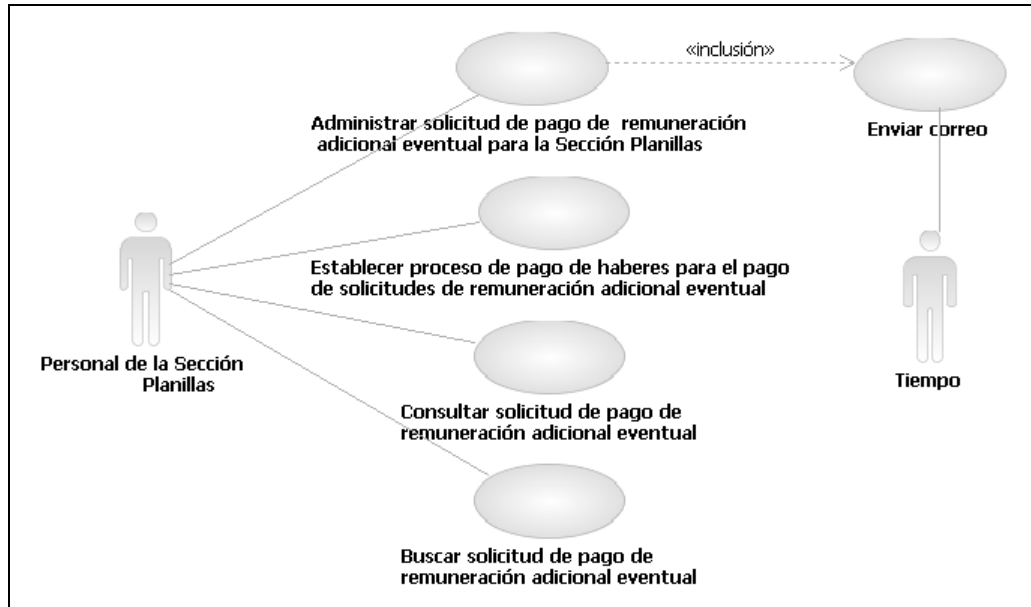 «inclusión»
Administrar solicitud de pago de remuneración
adicional eventual para la Sección Planillas
Enviar correo
Establecer proceso de pago de haberes para el pago
de solicitudes de remuneración adicional eventual
Personal de la Sección
Planillas
Tiempo
Consultar solicitud de pago de
remuneración adicional eventual
Buscar solicitud de pago de
remuneración adicional eventual